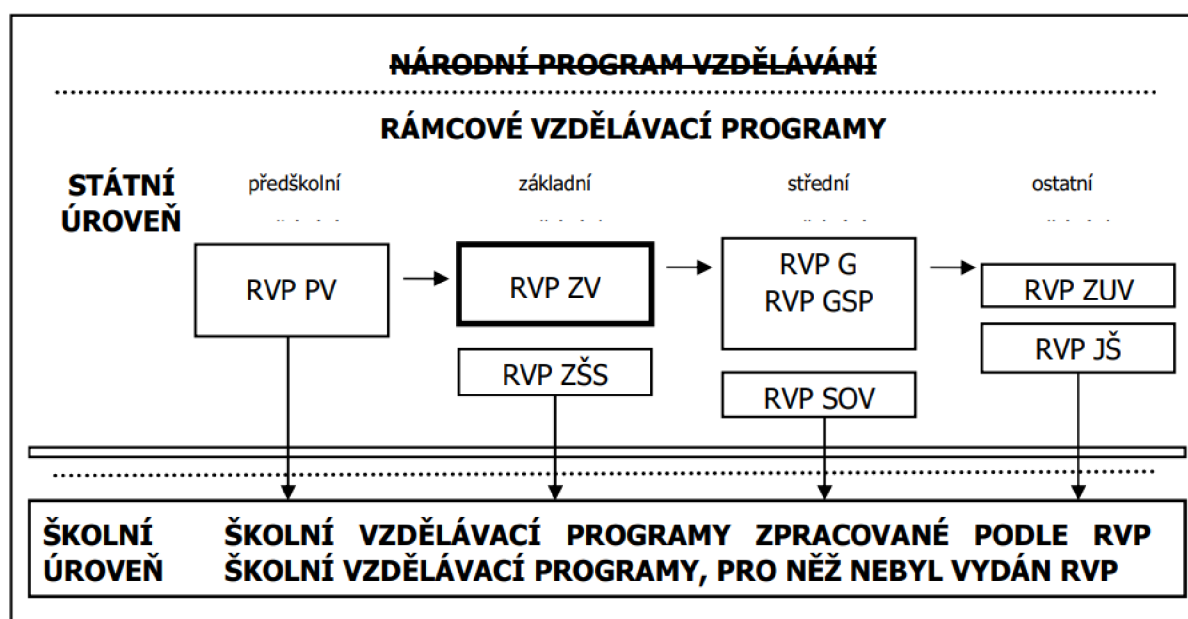 NÁRODNÍ PROGRAM VZDĚLÁVÁNÍ
RÁMCOVÉ VZDĚLÁVACÍ PROGRAMY
STÁTNÍ
ÚROVEŇ
předškolní
základní
střední
ostatní
RVP PV
RVP ZV
RVP G
RVP GSP
RVP ZUV
RVP JŠ
RVP ZŠS
RVP SOV
ŠKOLNÍ ŠKOLNÍ VZDĚLÁVACÍ PROGRAMY ZPRACOVANÉ PODLE RVP
ÚROVEŇ ŠKOLNÍ VZDĚLÁVACÍ PROGRAMY, PRO NĚŽ NEBYL VYDÁN RVP